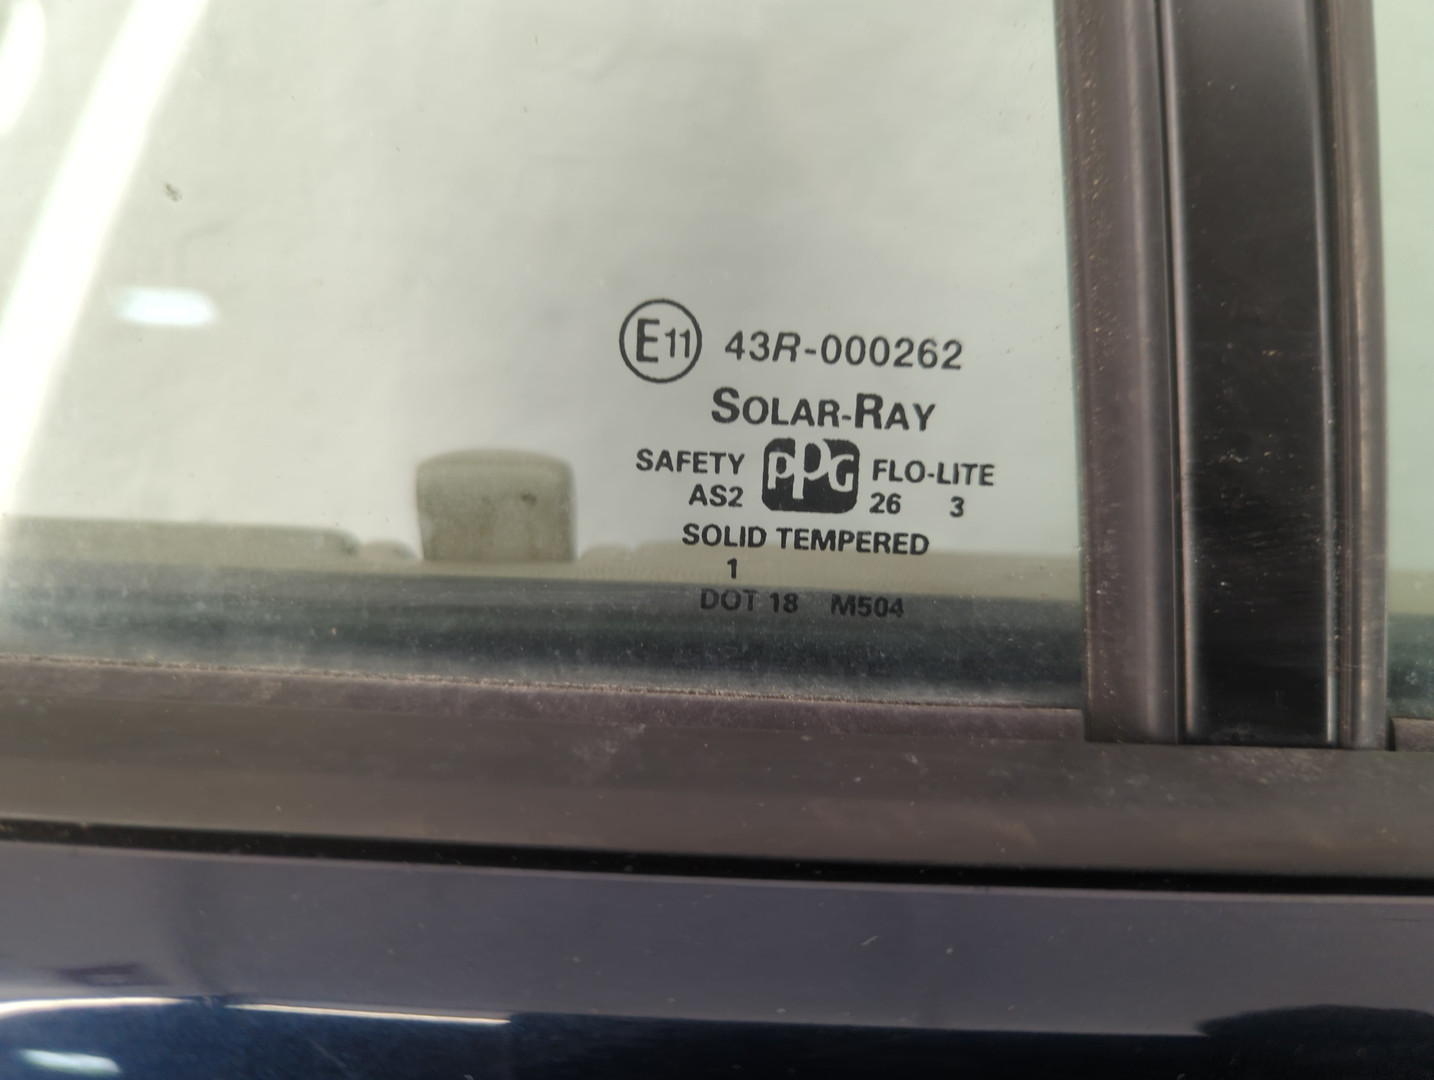 E11 43R-000262
SOLAR-RAY
SAFETY PPG FLO-LITE
AS2 26 3
SOLID TEMPERED
1
DOT 18 M504